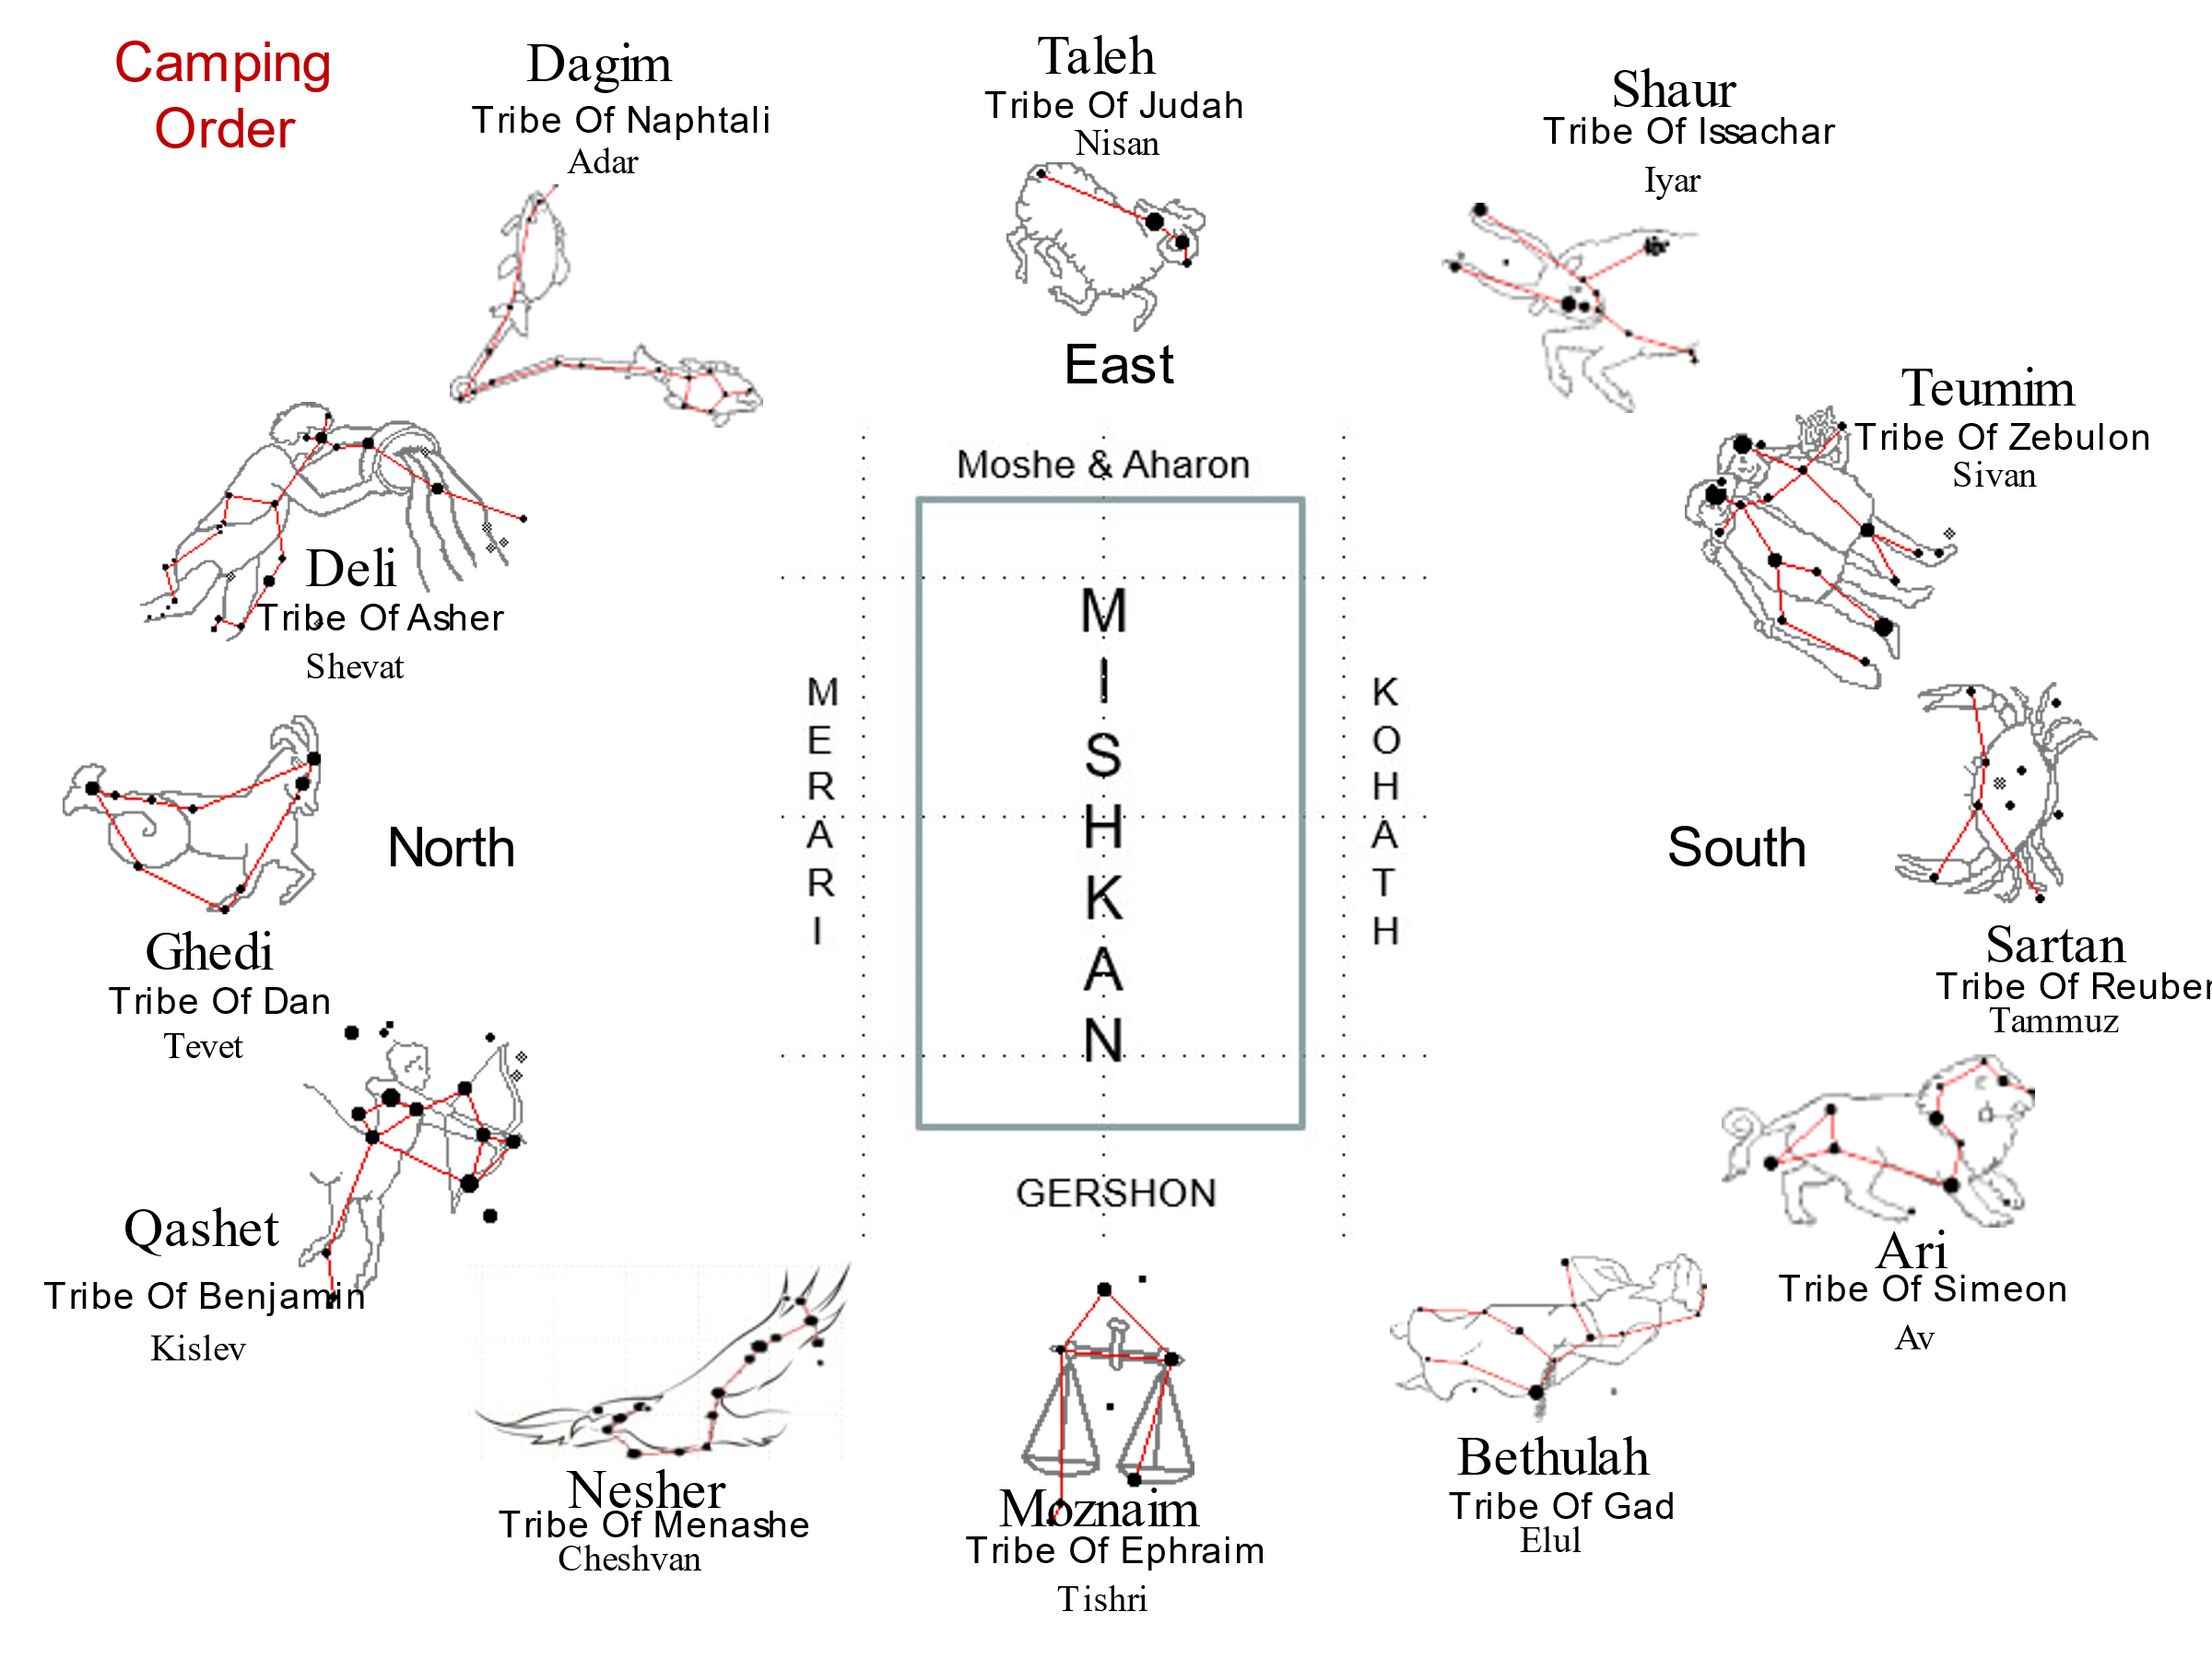 Camping
Order
Dagim
Tribe Of Naphtali
Adar
Taleh
Tribe Of Judah
Nisan
East
Shaur
Tribe Of Issachar
Iyar
Teumim
Tribe Of Zebulon
Sivan
Moshe & Aharon
Deli
Tribe Of Asher
Shevat
MISHKAN
MERARI
KOHATH
North
South
Ghedi
Tribe Of Dan
Tevet
Sartan
Tribe Of Reuben
Tammuz
Qashet
Tribe Of Benjamin
Kislev
GERSHON
Ari
Tribe Of Simeon
Av
Nesher
Tribe Of Menashe
Cheshvan
Moznaim
Tribe Of Ephraim
Tishri
Bethulah
Tribe Of Gad
Elul